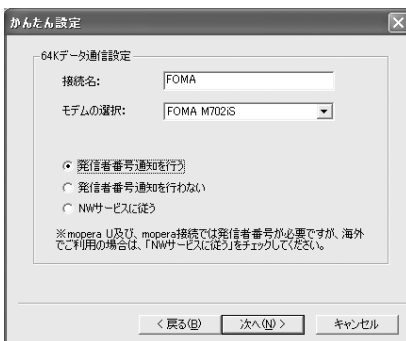 かんたん設定
64Kデータ通信設定
接続名: FOMA
モデムの選択: FOMA M702iS
発信者番号通知を行う
発信者番号通知を行わない
NWサービスに従う
※mopera U及び、mopera接続では発信者番号が必要ですが、海外
でご利用の場合は、「NWサービスに従う」をチェックしてください。
< 戻る(B) 次へ(N) > キャンセル